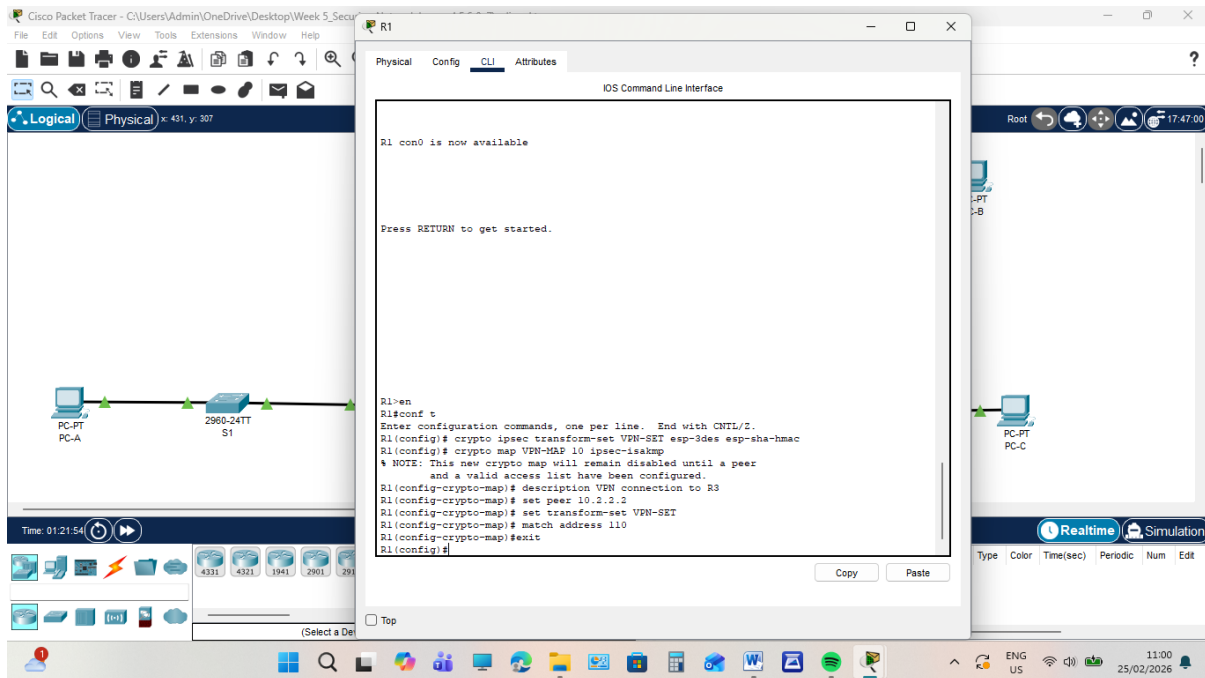 Cisco Packet Tracer - C:\Users\Admin\OneDrive\Desktop\Week 5_Secu
File Edit Options View Tools Extensions Window Help
Logical
Physical
x: 431, y: 307
Root
17:47:00
R1
Physical Config CLI Attributes
IOS Command Line Interface
R1 con0 is now available
Press RETURN to get started.
R1>en
R1#conf t
Enter configuration commands, one per line. End with CNTL/Z.
R1(config)# crypto ipsec transform-set VPN-SET esp-3des esp-sha-hmac
R1(config)# crypto map VPN-MAP 10 ipsec-isakmp
% NOTE: This new crypto map will remain disabled until a peer
and a valid access list have been configured.
R1(config-crypto-map)# description VPN connection to R3
R1(config-crypto-map)# set peer 10.2.2.2
R1(config-crypto-map)# set transform-set VPN-SET
R1(config-crypto-map)# match address 110
R1(config-crypto-map)#exit
R1(config)#
Copy
Paste
Top
PC-PT
PC-A
2960-24TT
S1
-PT
C-B
PC-PT
PC-C
Time: 01:21:54
Realtime
Simulation
4331
4321
1941
2901
291
(Select a De
Type Color Time(sec) Periodic Num Edit
1
ENG
US
11:00
25/02/2026